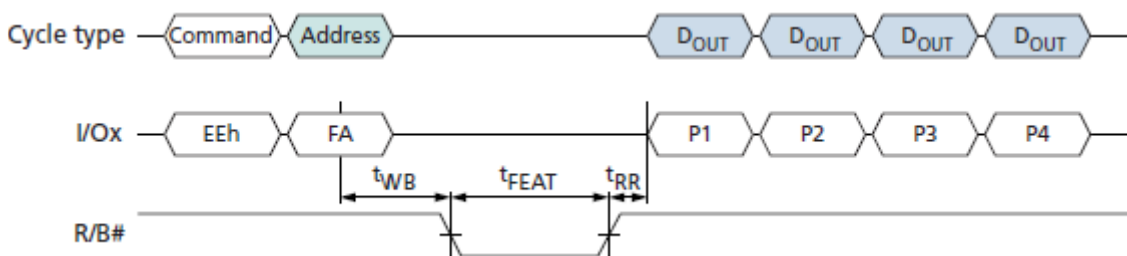 Cycle type Command Address DOUT DOUT DOUT DOUT
I/Ox EEh FA P1 P2 P3 P4
tWB tFEAT tRR
R/B#